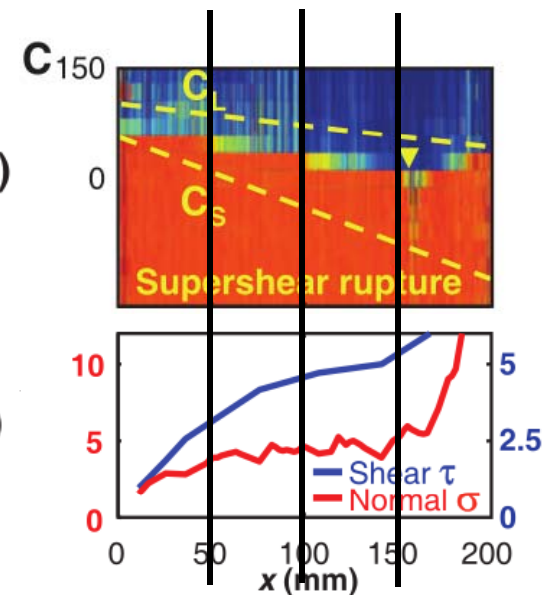 C 150
C_L
)
0
C_S
Supershear rupture
10
5
5
2.5
Shear τ
Normal σ
0
0
0
50
100
150
200
x (mm)
)